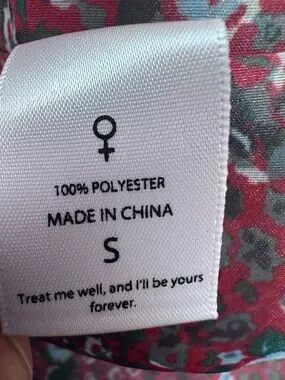 100% POLYESTER
MADE IN CHINA
S
Treat me well, and I'll be yours
forever.